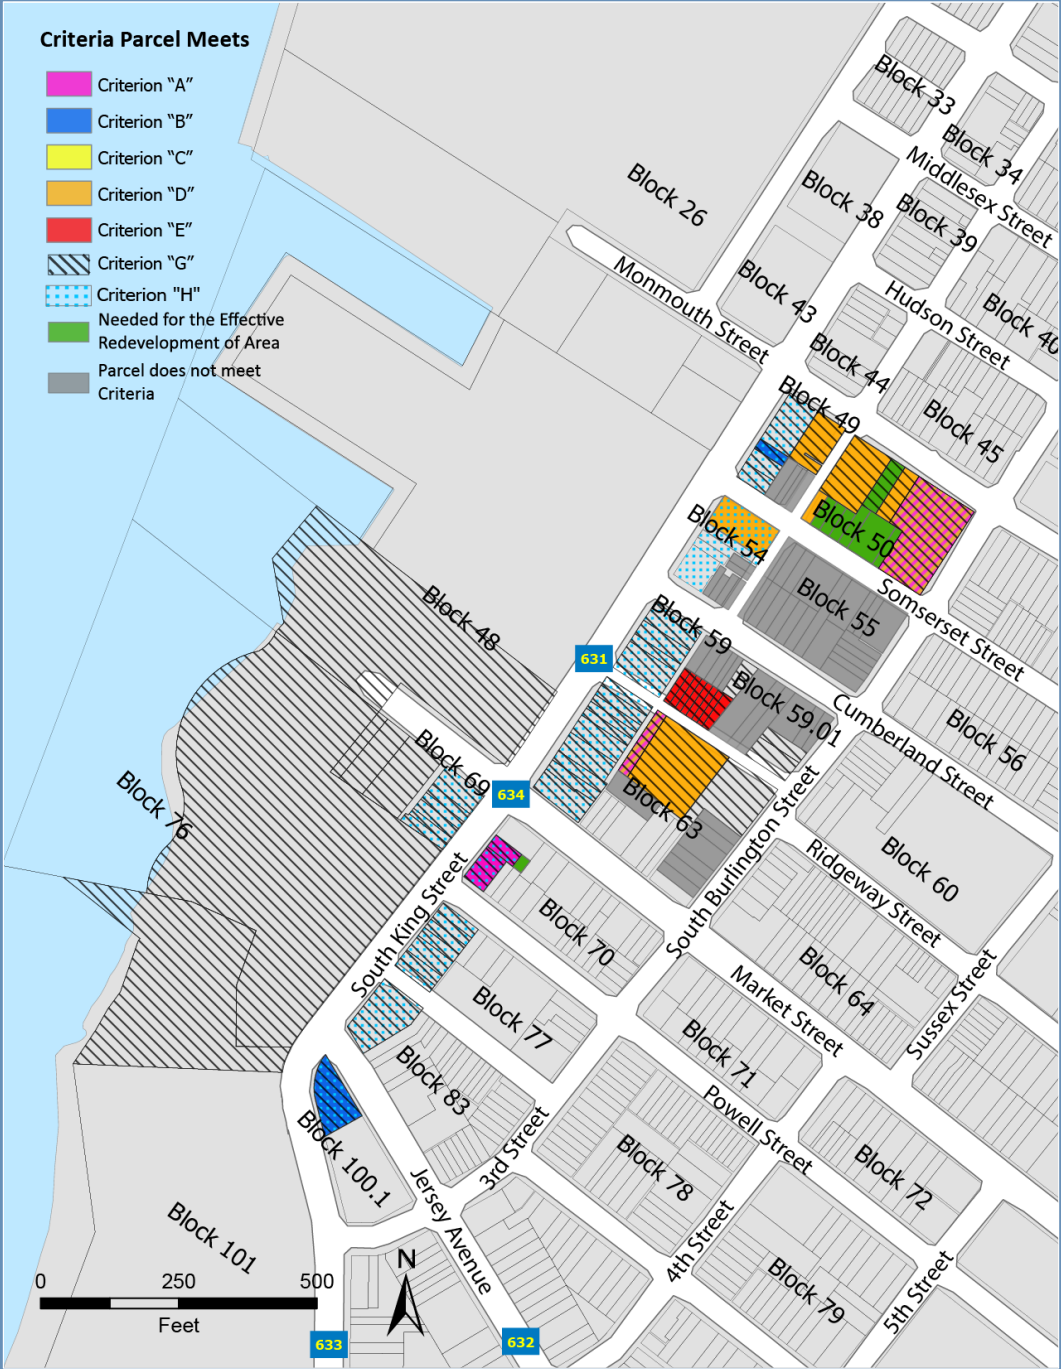 Criteria Parcel Meets
Criterion “A”
Criterion “B”
Criterion “C”
Criterion “D”
Criterion “E”
Criterion “G”
Criterion "H"
Needed for the Effective
Redevelopment of Area
Parcel does not meet
Criteria
Block 33
Block 34
Middlesex Street
Block 26
Block 38
Block 39
Block 43
Hudson Street
Block 40
Monmouth Street
Block 44
Block 49
Block 45
Block 50
Block 54
Somserset Street
Block 55
Block 48
Block 59
631
Block 59.01
Cumberland Street
Block 56
Block 69
634
Block 76
Block 63
South Burlington Street
Ridgeway Street
Block 60
South King Street
Block 70
Market Street
Block 64
Sussex Street
Block 77
Block 71
Block 83
Powell Street
Block 100.1
3rd Street
Block 78
Block 72
Jersey Avenue
Block 101
4th Street
Block 79
5th Street
N
0 250 500
Feet
633
632